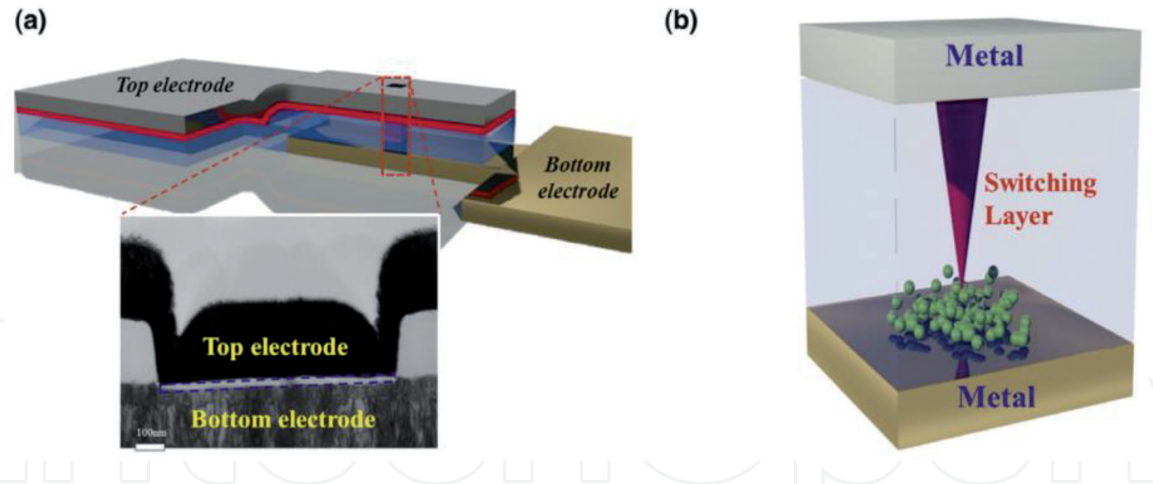 (a)
Top electrode
Bottom
electrode
Top electrode
Bottom electrode
100nm
(b)
Metal
Switching
Layer
Metal